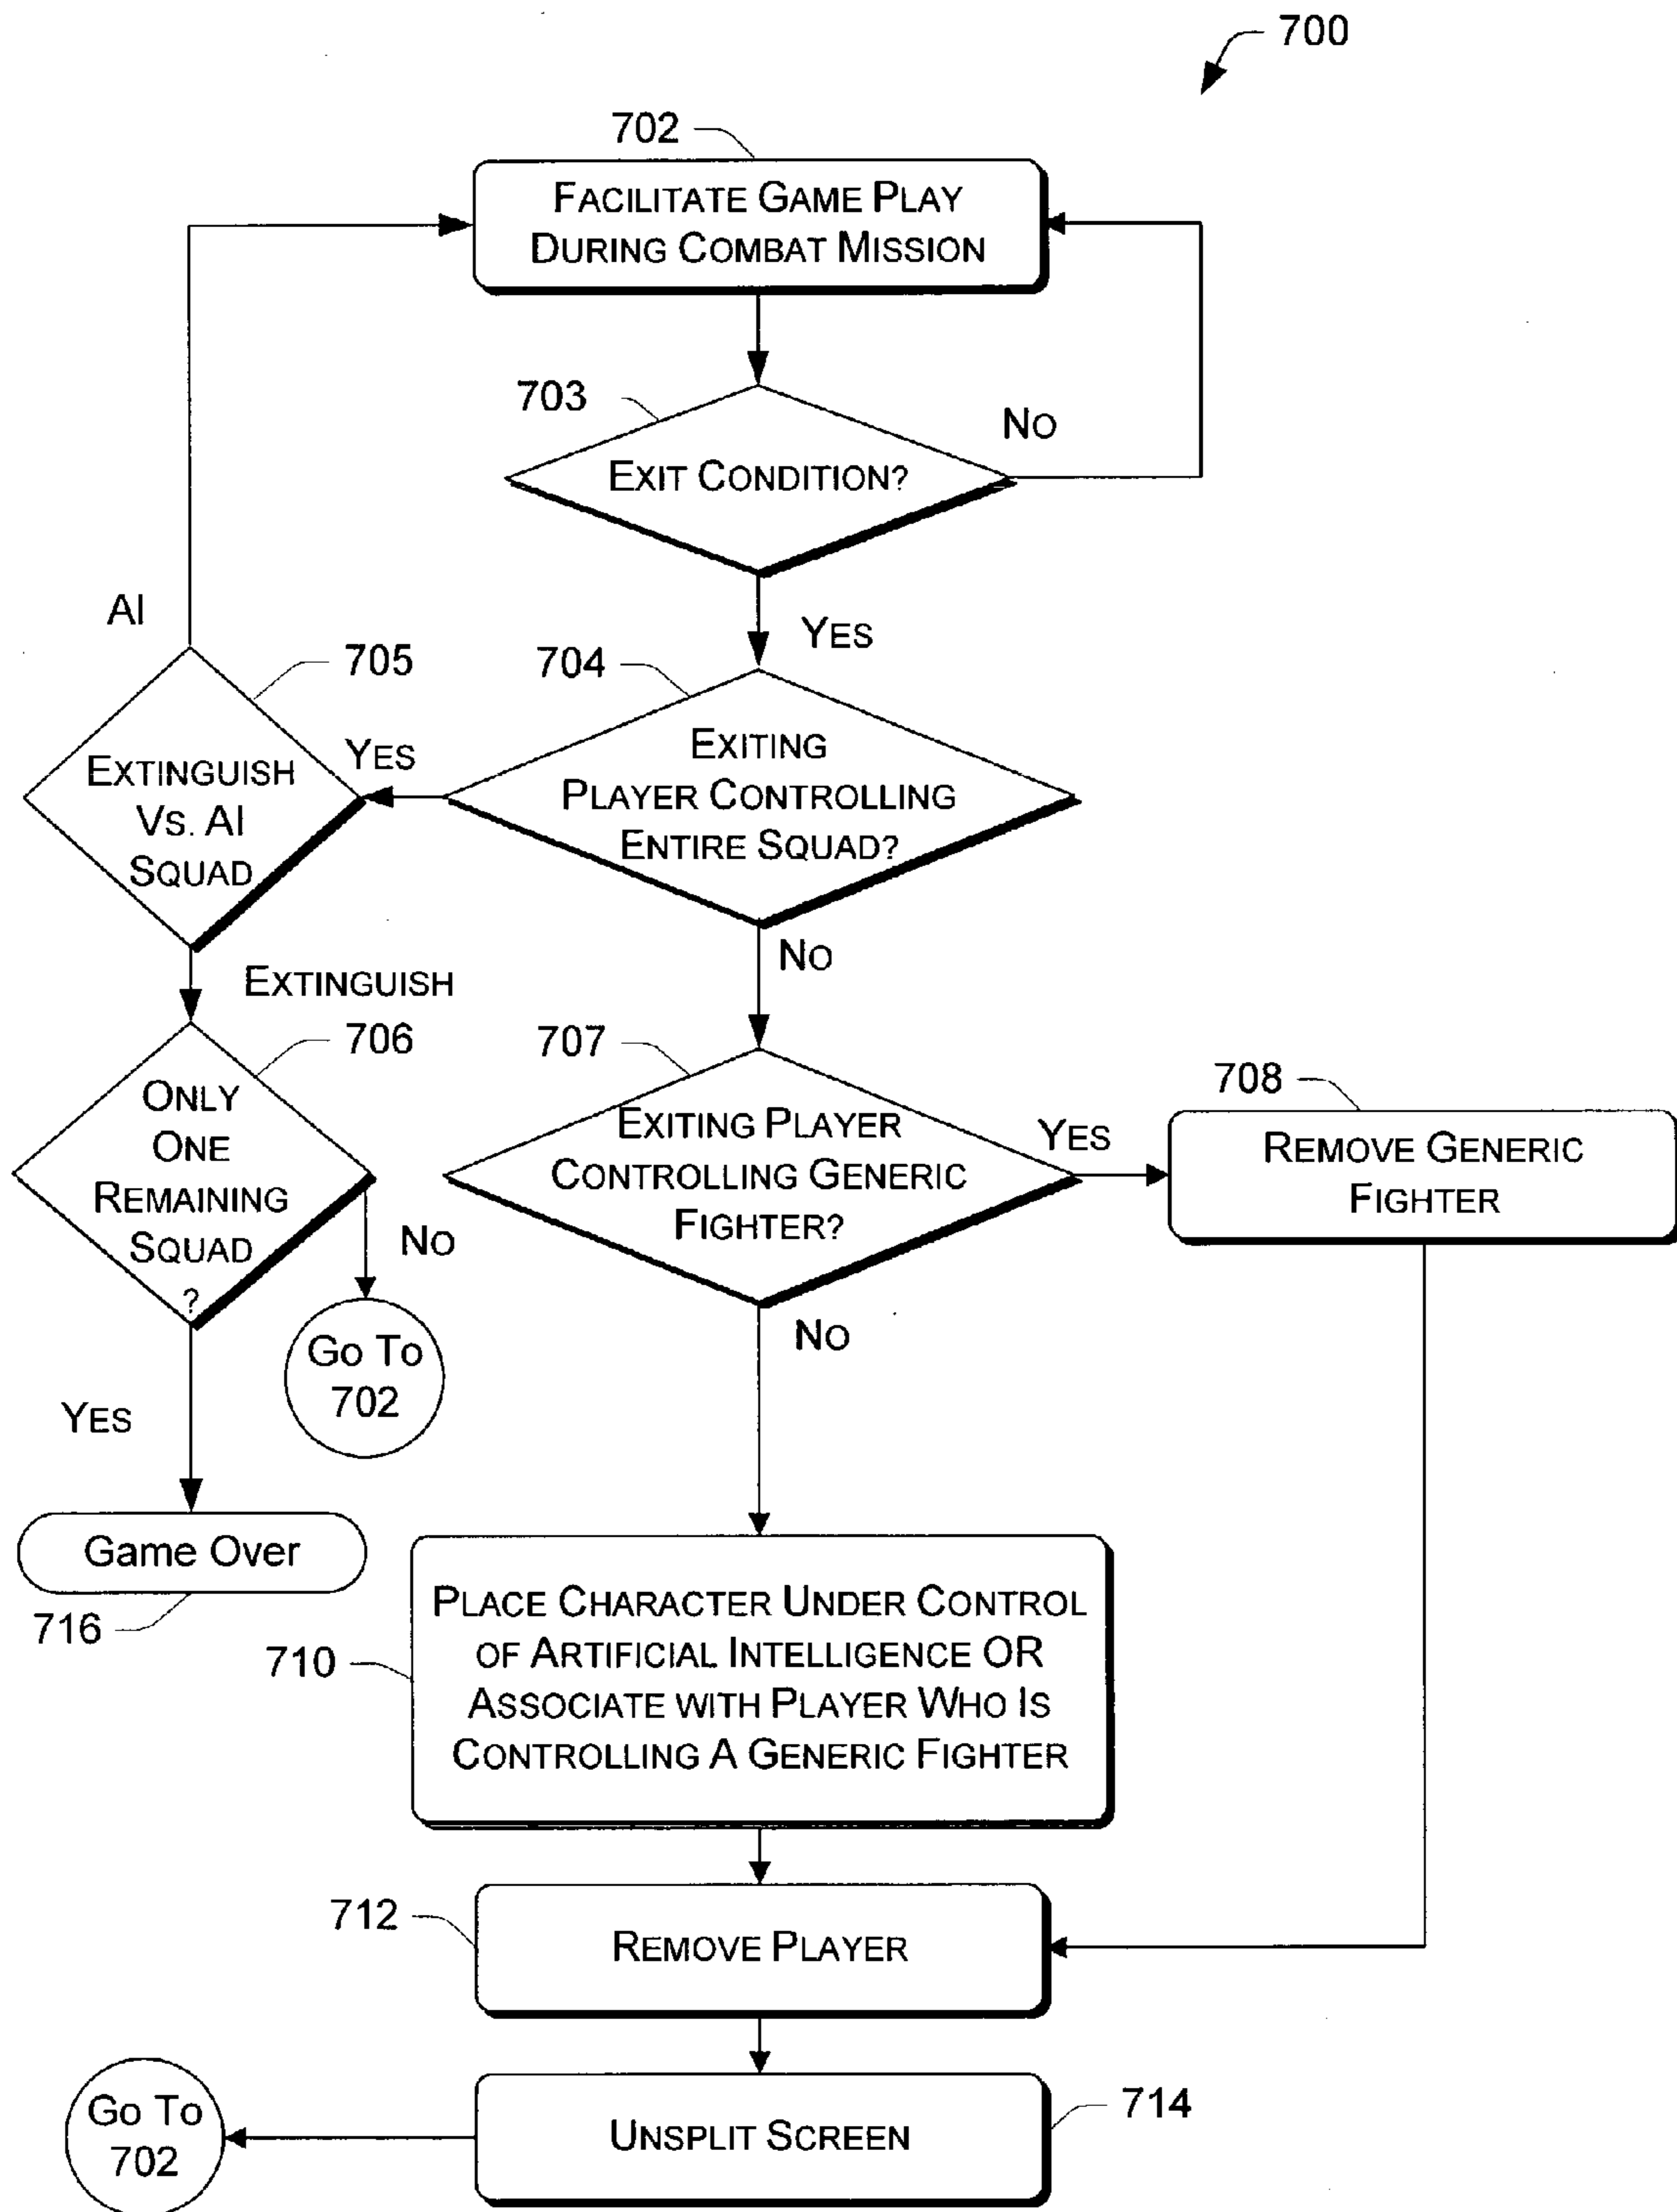 700
702
FACILITATE GAME PLAY
DURING COMBAT MISSION
703
NO
EXIT CONDITION?
YES
AI
705
704
EXTINGUISH
VS. AI
SQUAD
YES
EXITING
PLAYER CONTROLLING
ENTIRE SQUAD?
NO
EXTINGUISH
706
ONLY
ONE
REMAINING
SQUAD
?
NO
Go To
702
YES
Game Over
716
707
EXITING PLAYER
CONTROLLING GENERIC
FIGHTER?
YES
708
REMOVE GENERIC
FIGHTER
NO
710
PLACE CHARACTER UNDER CONTROL
OF ARTIFICIAL INTELLIGENCE OR
ASSOCIATE WITH PLAYER WHO IS
CONTROLLING A GENERIC FIGHTER
712
REMOVE PLAYER
714
UNSPLIT SCREEN
Go To
702